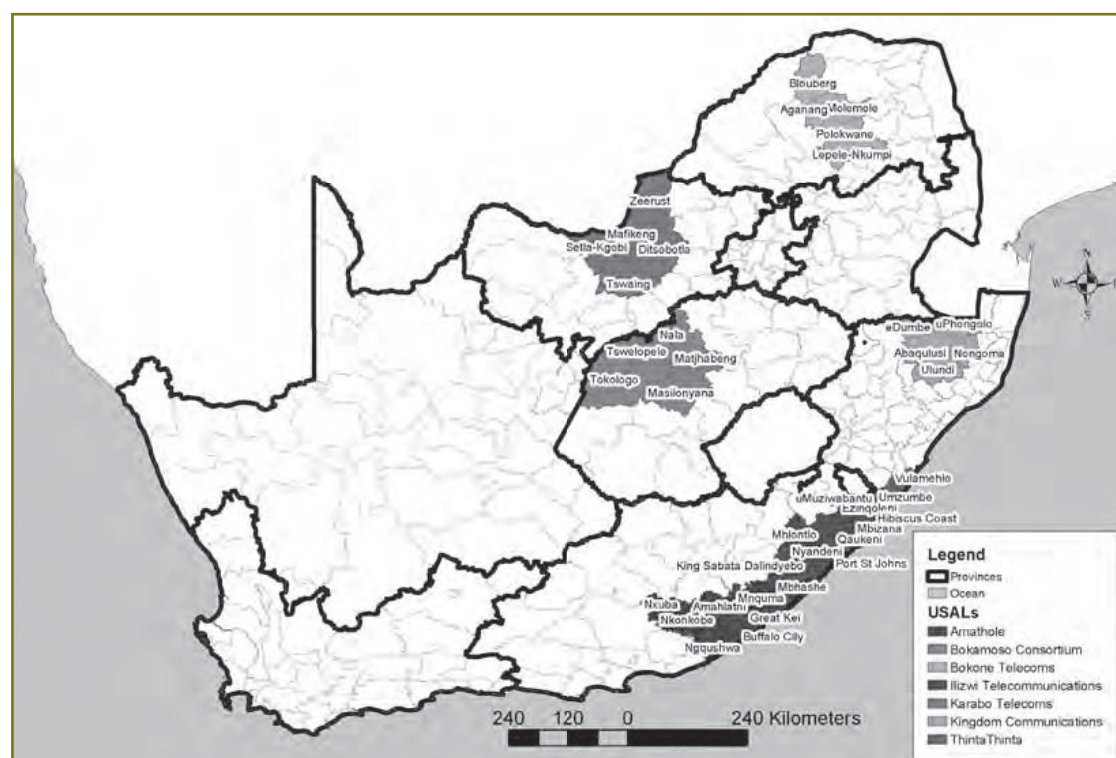 Blouberg
Aganang
Molemole
Polokwane
Lepele-Nkumpi
Zeerust
Mafikeng
Setla-Kgobi
Ditsobotla
Tswaing
N
W
E
S
Nala
Tswelopele
Matjhabeng
Tokologo
Masilonyana
eDumbe
uPhongolo
Abaqulusi
Nongoma
Ulundi
Vulamehlo
uMuziwabantu
Umzumbe
Ezinqoleni
Hibiscus Coast
Mbizana
Mhlontlo
Qaukeni
Nyandeni
King Sabata Dalindyebo
Port St Johns
Mbhashe
Mnquma
Nxuba
Amahlathi
Nkonkobe
Great Kei
Buffalo City
Ngqushwa
Legend
Provinces
Ocean
USALs
Amathole
Bokamoso Consortium
Bokone Telecoms
Ilizwi Telecommunications
Karabo Telecoms
Kingdom Communications
ThintaThinta
240 120 0 240 Kilometers